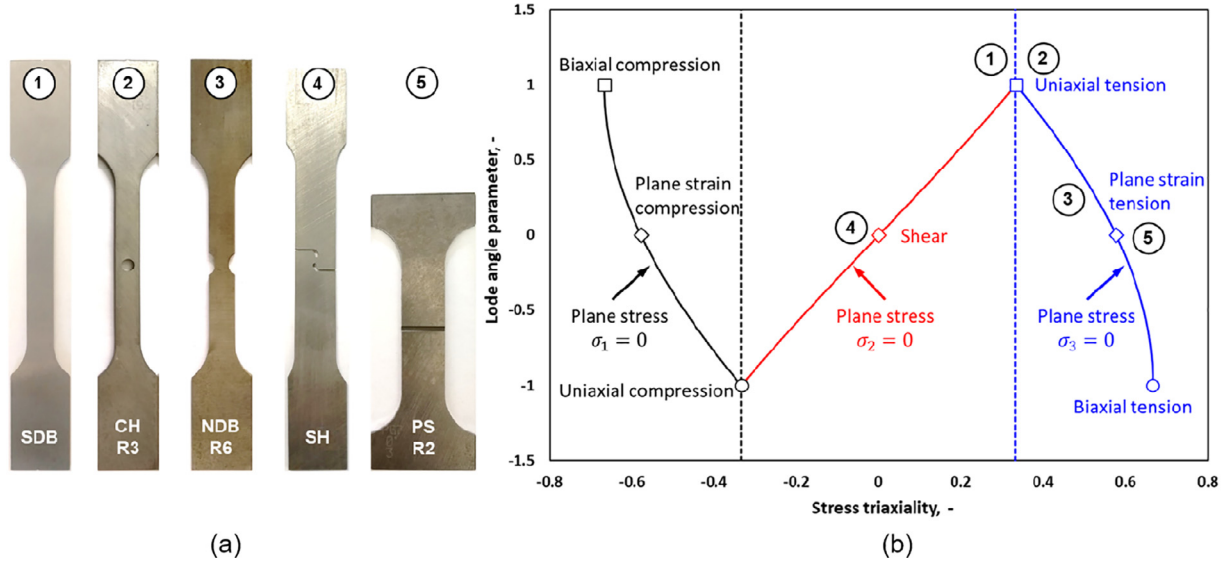 1
2
3
4
5
SDB
CH
R3
NDB
R6
SH
PS
R2
(a)
1.5
1
0.5
0
-0.5
-1
-1.5
Lode angle parameter, -
Biaxial compression
Plane strain
compression
Plane stress
σ₁ = 0
Uniaxial compression
1
2
Uniaxial tension
3
Plane strain
tension
4
Shear
5
Plane stress
σ₂ = 0
Plane stress
σ₃ = 0
Biaxial tension
-0.8
-0.6
-0.4
-0.2
0
0.2
0.4
0.6
0.8
Stress triaxiality, -
(b)